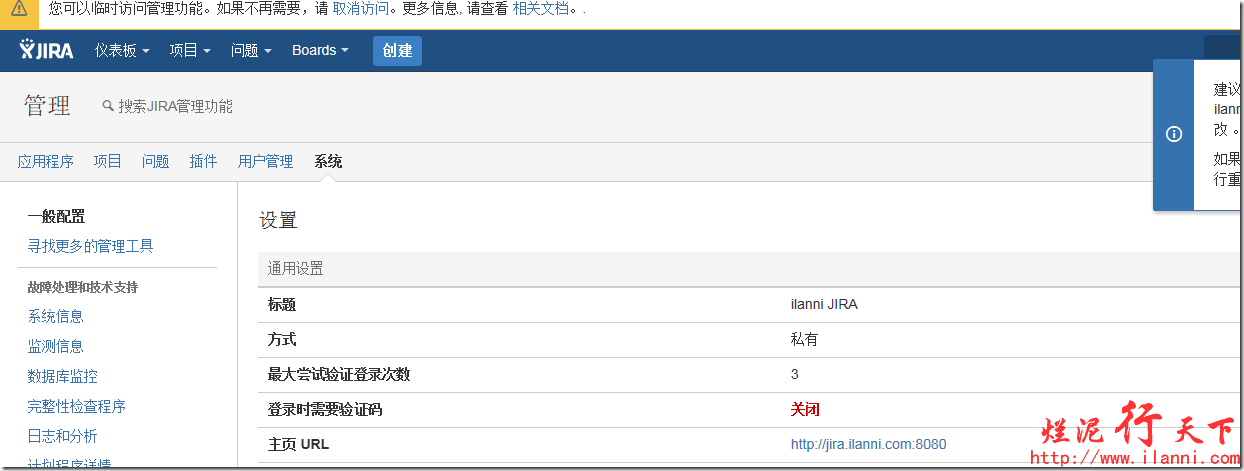 您可以临时访问管理功能。如果不再需要，请 取消访问。更多信息, 请查看 相关文档。.
JIRA 仪表板 项目 问题 Boards 创建
管理 搜索JIRA管理功能
建议
ilann
改 。
如果
行重
应用程序 项目 问题 插件 用户管理 系统
一般配置
寻找更多的管理工具
故障处理和技术支持
系统信息
监测信息
数据库监控
完整性检查程序
日志和分析
计划程序详情
设置
通用设置
标题 ilanni JIRA
方式 私有
最大尝试验证登录次数 3
登录时需要验证码 关闭
主页 URL http://jira.ilanni.com:8080
烂泥行天下
http://www.ilanni.com